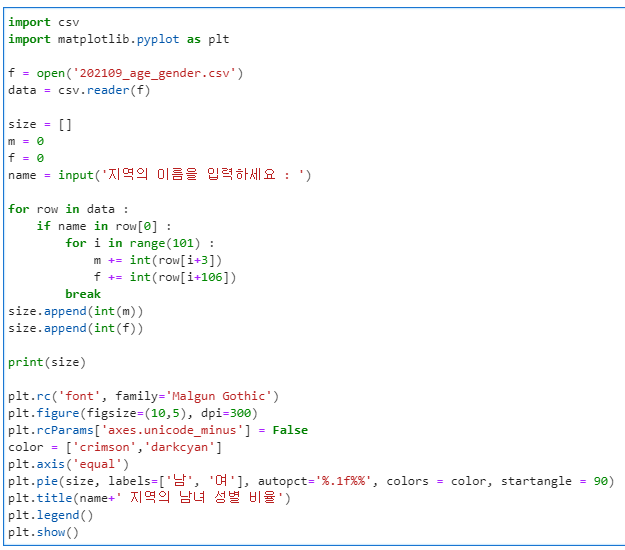 import csv
import matplotlib.pyplot as plt

f = open('202109_age_gender.csv')
data = csv.reader(f)

size = []
m = 0
f = 0
name = input('지역의 이름을 입력하세요 : ')

for row in data :
    if name in row[0] :
        for i in range(101) :
            m += int(row[i+3])
            f += int(row[i+106])
        break
size.append(int(m))
size.append(int(f))

print(size)

plt.rc('font', family='Malgun Gothic')
plt.figure(figsize=(10,5), dpi=300)
plt.rcParams['axes.unicode_minus'] = False
color = ['crimson','darkcyan']
plt.axis('equal')
plt.pie(size, labels=['남', '여'], autopct='%.1f%%', colors = color, startangle = 90)
plt.title(name+' 지역의 남녀 성별 비율')
plt.legend()
plt.show()